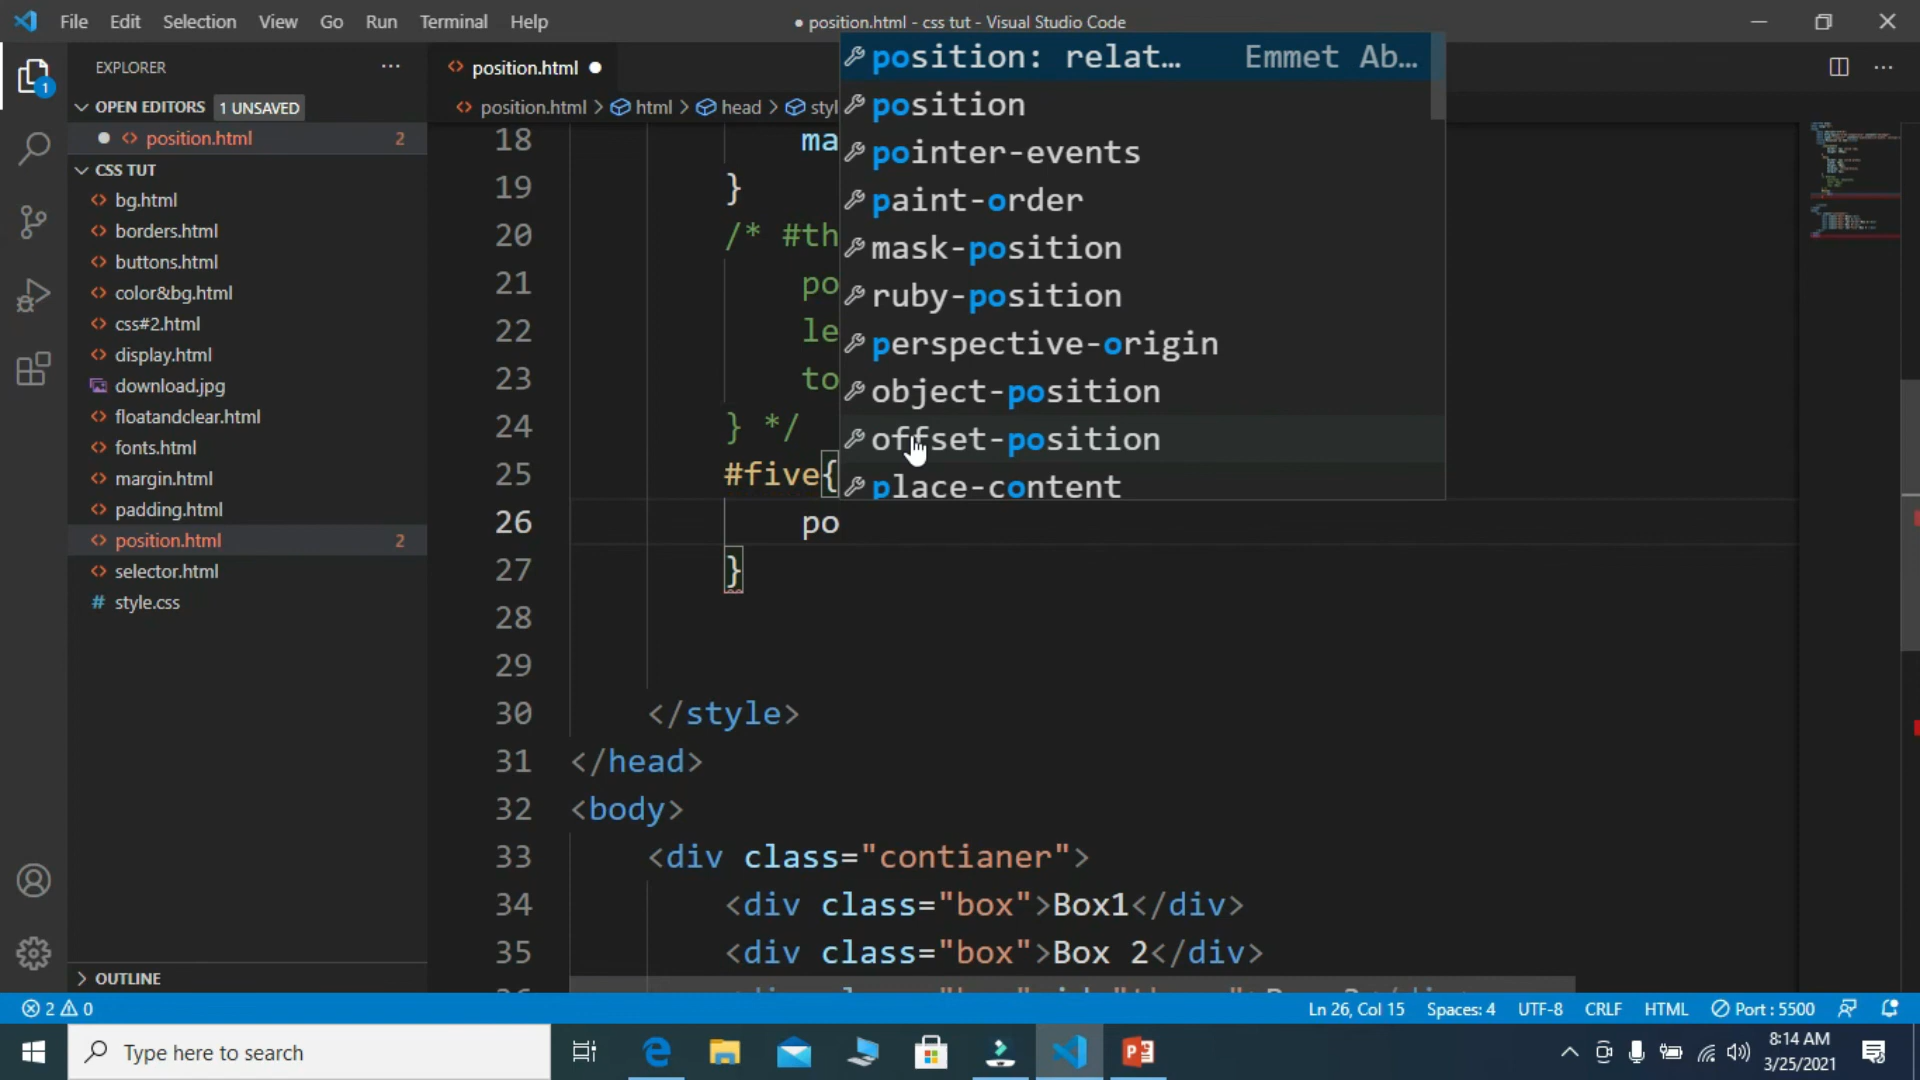 File Edit Selection View Go Run Terminal Help
● position.html - css tut - Visual Studio Code
EXPLORER
OPEN EDITORS 1 UNSAVED
position.html 2
CSS TUT
bg.html
borders.html
buttons.html
color&bg.html
css#2.html
display.html
download.jpg
floatandclear.html
fonts.html
margin.html
padding.html
position.html 2
selector.html
# style.css
OUTLINE
1
position.html
position.html > html > head > styl
position: relat… Emmet Ab…
position
pointer-events
paint-order
mask-position
ruby-position
perspective-origin
object-position
offset-position
place-content
18 ma
19 }
20 /* #th
21 po
22 le
23 to
24 } */
25 #five{
26 po
27 }
28
29
30 </style>
31 </head>
32 <body>
33 <div class="contianer">
34 <div class="box">Box1</div>
35 <div class="box">Box 2</div>
2 0
Ln 26, Col 15 Spaces: 4 UTF-8 CRLF HTML Port : 5500
Type here to search
8:14 AM
3/25/2021